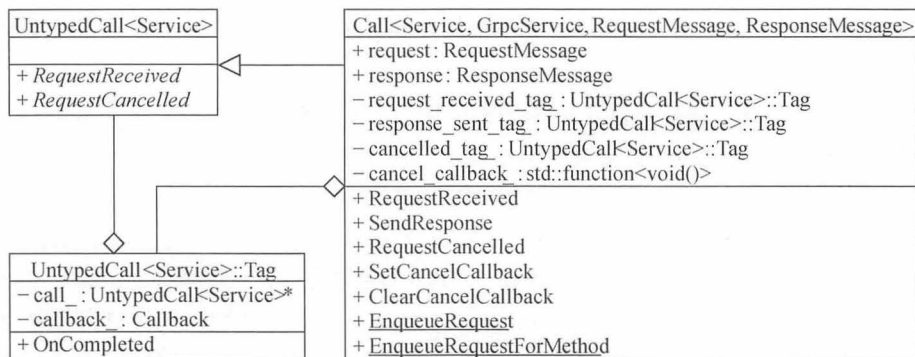 UntypedCall<Service>
+ RequestReceived
+ RequestCancelled
Call<Service, GrpcService, RequestMessage, ResponseMessage>
+ request: RequestMessage
+ response: ResponseMessage
− request_received_tag_: UntypedCall<Service>::Tag
− response_sent_tag_: UntypedCall<Service>::Tag
− cancelled_tag_: UntypedCall<Service>::Tag
− cancel_callback_: std::function<void()>
+ RequestReceived
+ SendResponse
+ RequestCancelled
+ SetCancelCallback
+ ClearCancelCallback
+ EnqueueRequest
+ EnqueueRequestForMethod
UntypedCall<Service>::Tag
− call_: UntypedCall<Service>*
− callback_: Callback
+ OnCompleted